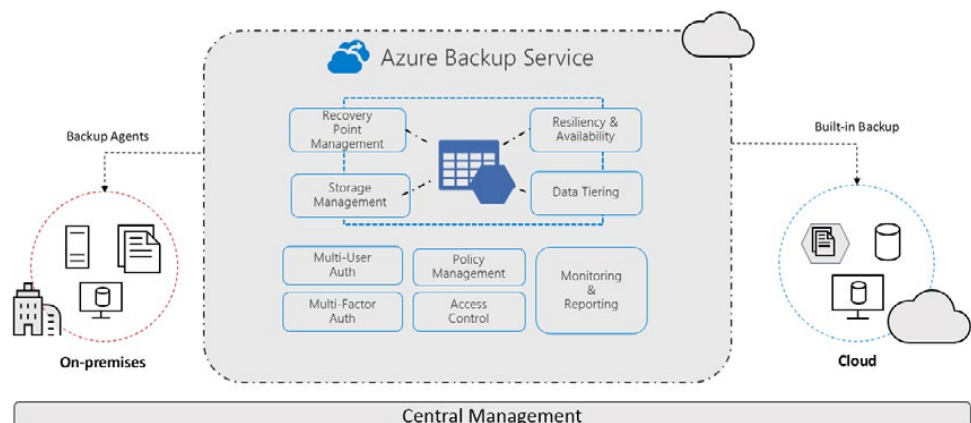 Azure Backup Service
Backup Agents
Built-in Backup
Recovery
Point
Management
Resiliency &
Availability
Storage
Management
Data Tiering
Multi-User
Auth
Policy
Management
Monitoring
&
Reporting
Multi-Factor
Auth
Access
Control
On-premises
Cloud
Central Management